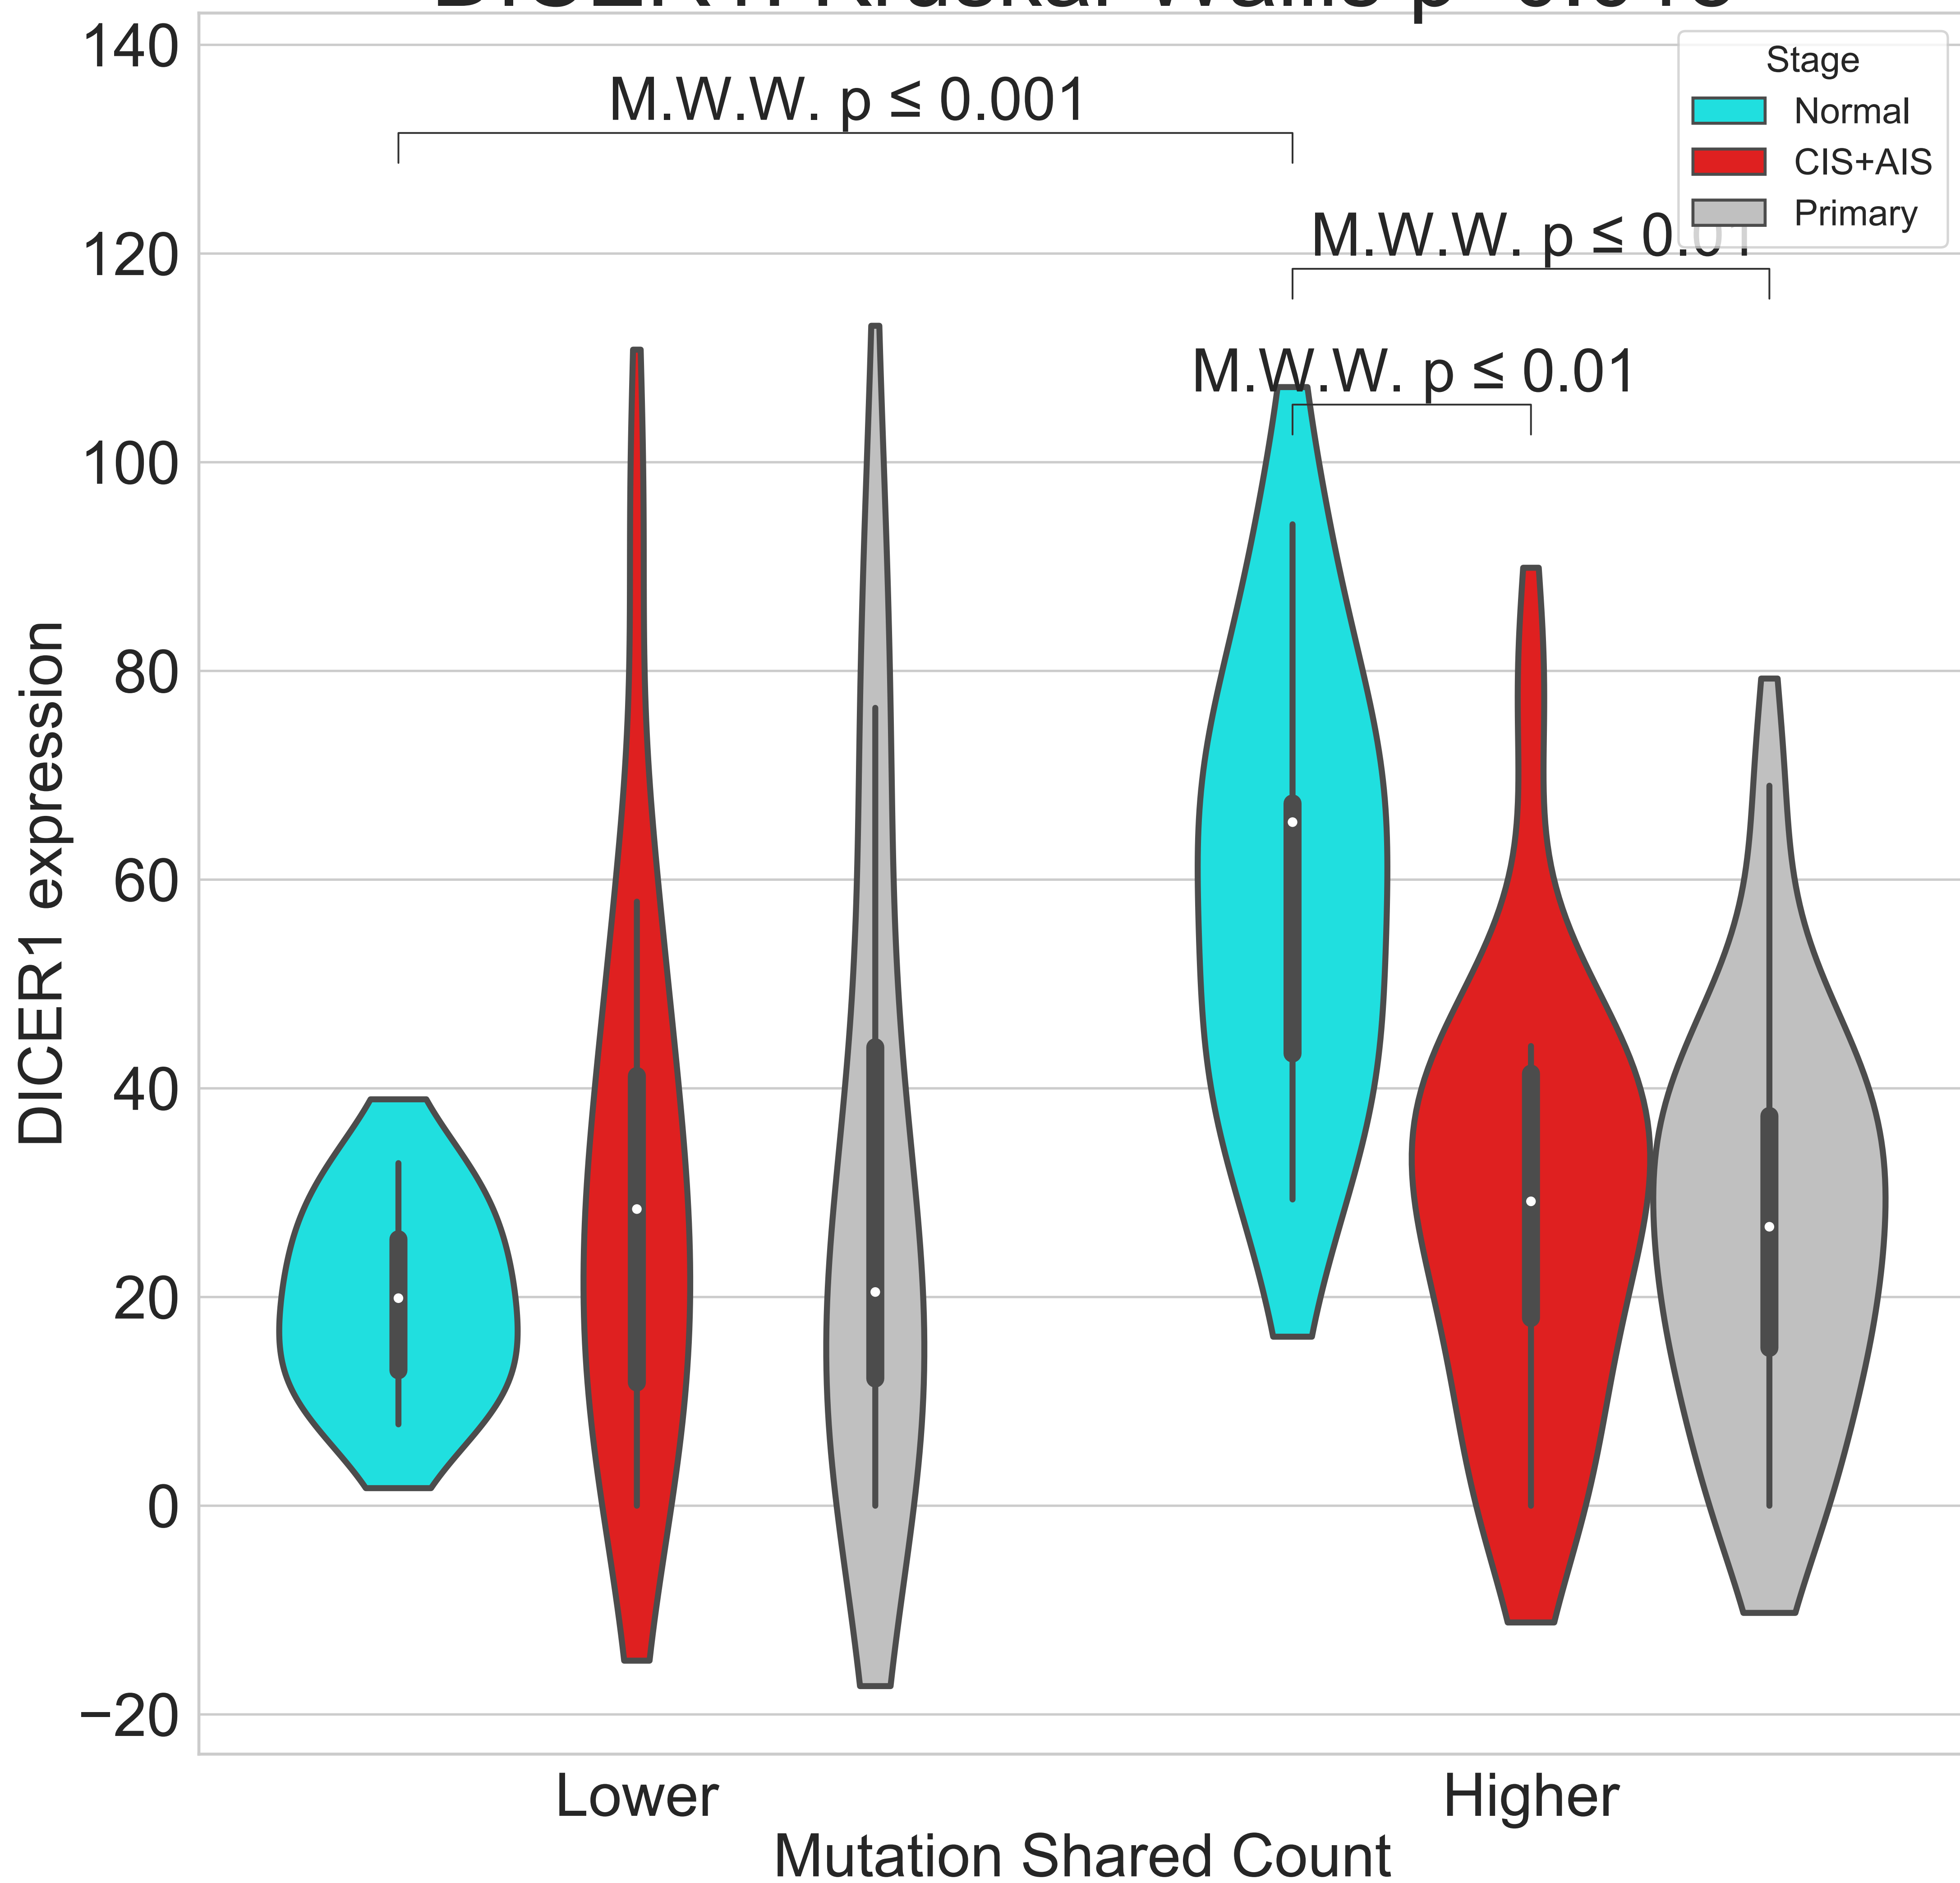 140
M.W.W. p ≤ 0.001
Stage
Normal
CIS+AIS
Primary
120
M.W.W. p ≤ 0.01
M.W.W. p ≤ 0.01
100
80
60
40
20
0
−20
DICER1 expression
Lower
Higher
Mutation Shared Count